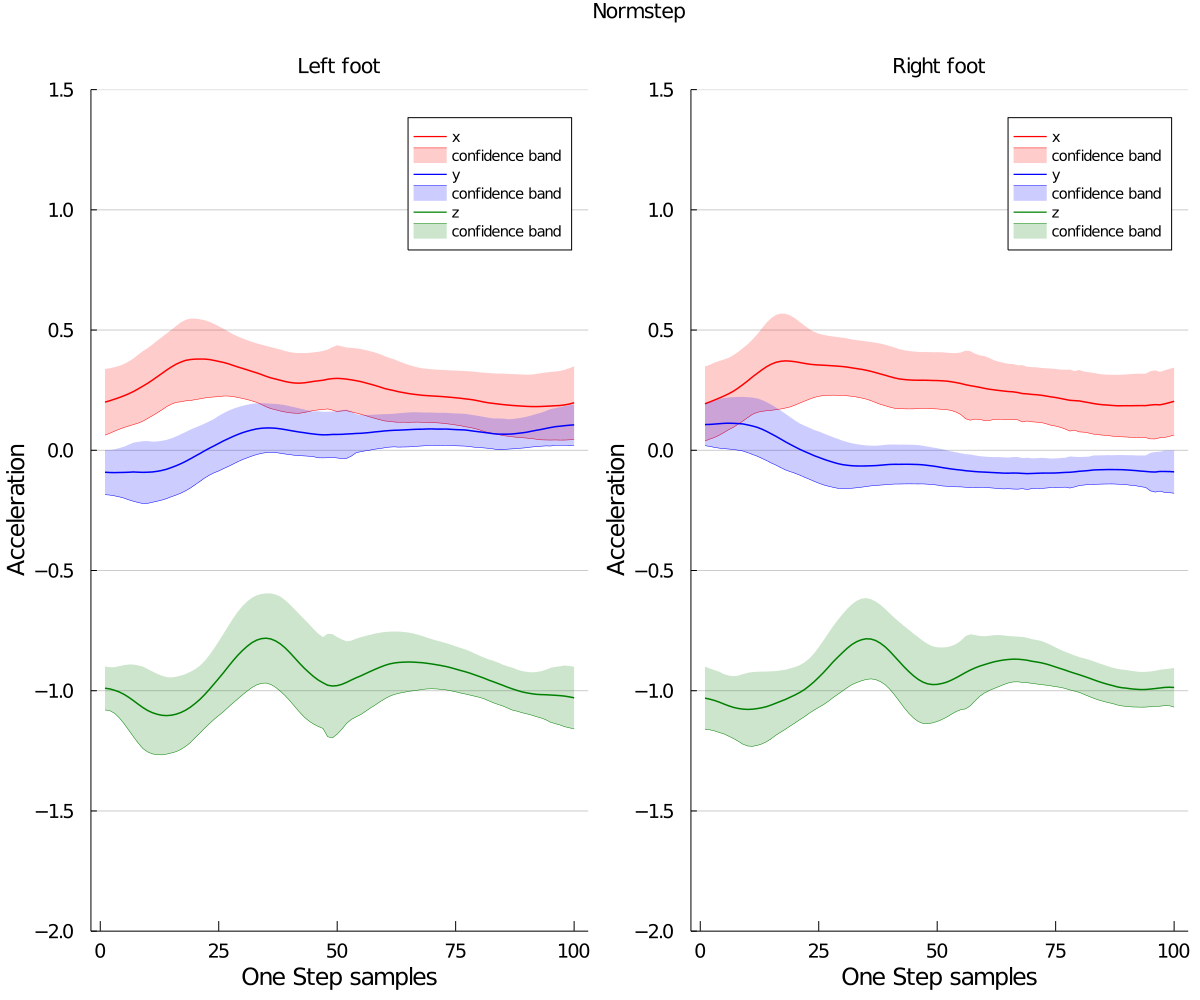 Normstep
Left foot
1.5
1.0
0.5
0.0
−0.5
−1.0
−1.5
−2.0
Acceleration
x
confidence band
y
confidence band
z
confidence band
0 25 50 75 100
One Step samples
Right foot
1.5
1.0
0.5
0.0
−0.5
−1.0
−1.5
−2.0
Acceleration
x
confidence band
y
confidence band
z
confidence band
0 25 50 75 100
One Step samples